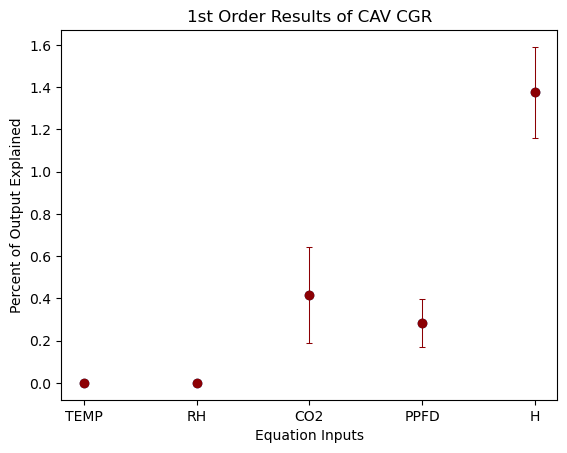 1st Order Results of CAV CGR
Percent of Output Explained
1.6
1.4
1.2
1.0
0.8
0.6
0.4
0.2
0.0
TEMP RH CO2 PPFD H
Equation Inputs